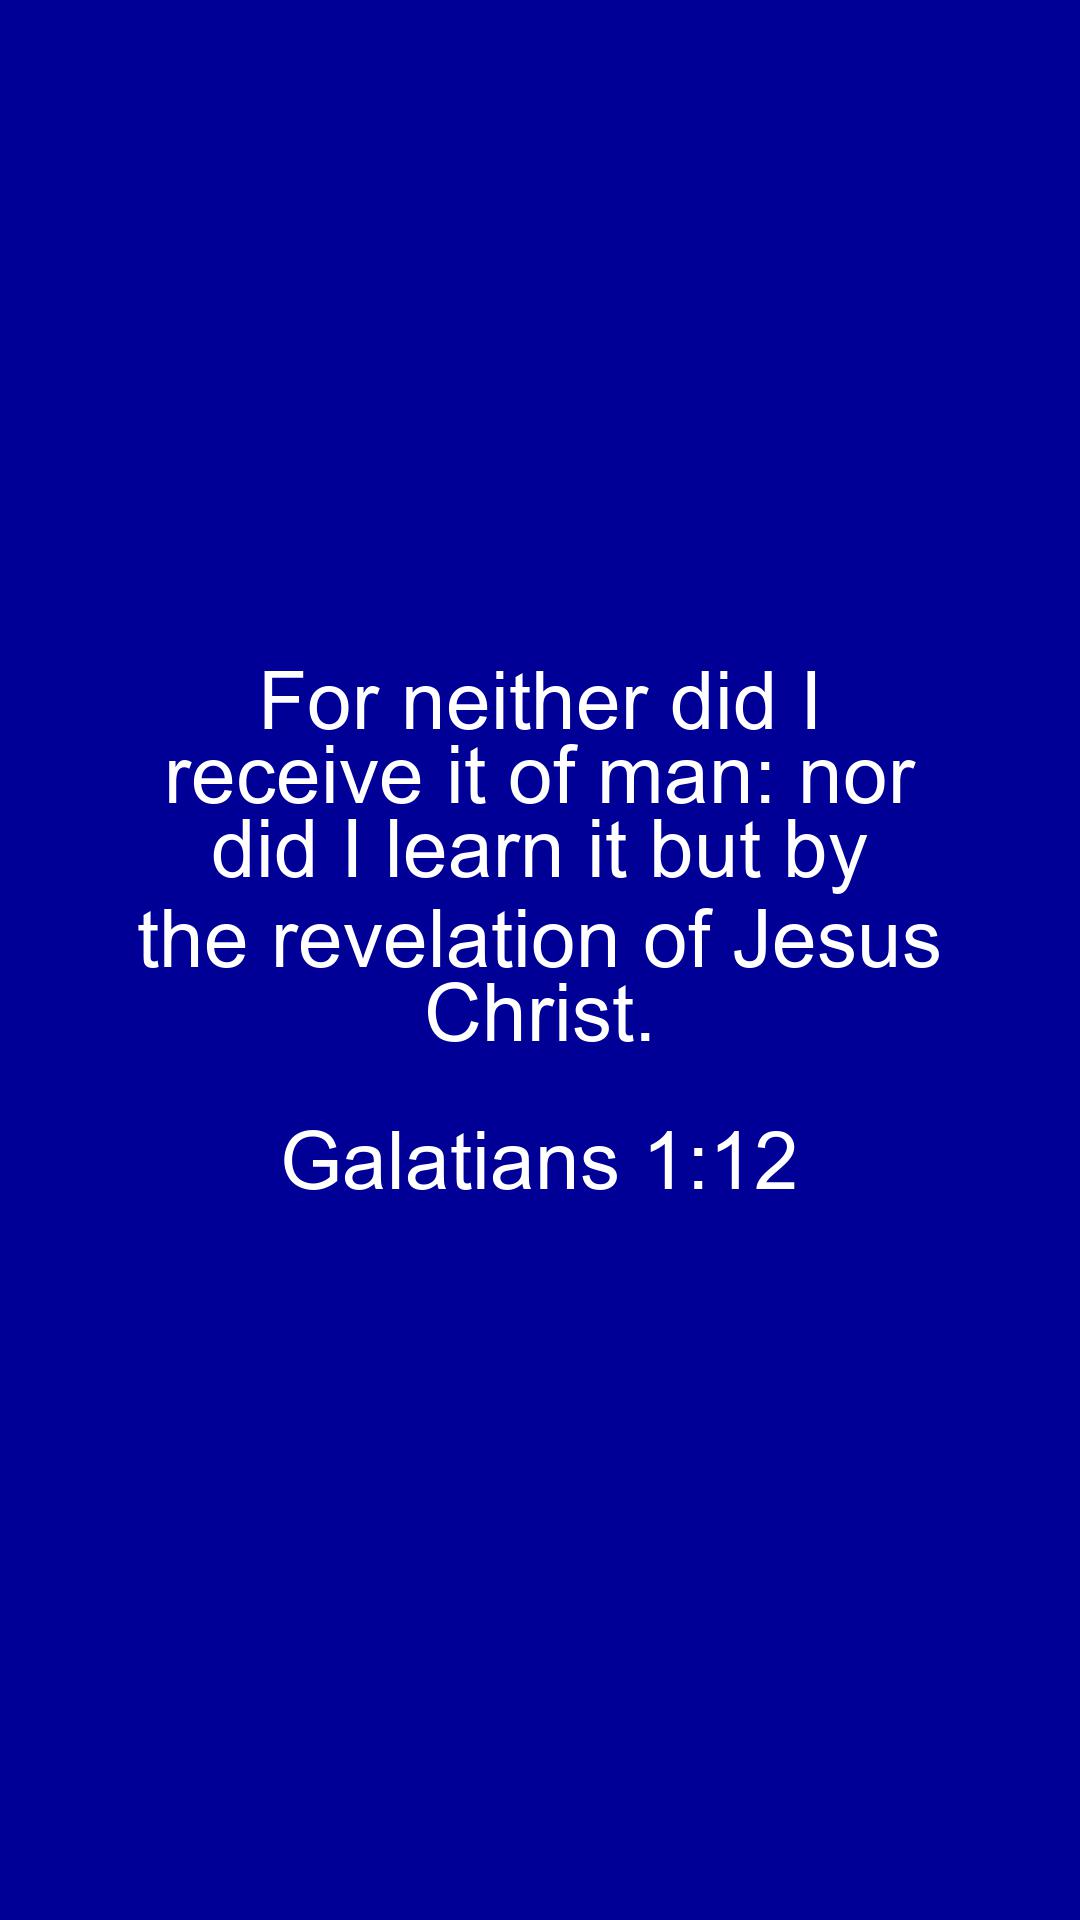 For neither did I
receive it of man: nor
did I learn it but by
the revelation of Jesus
Christ.
Galatians 1:12